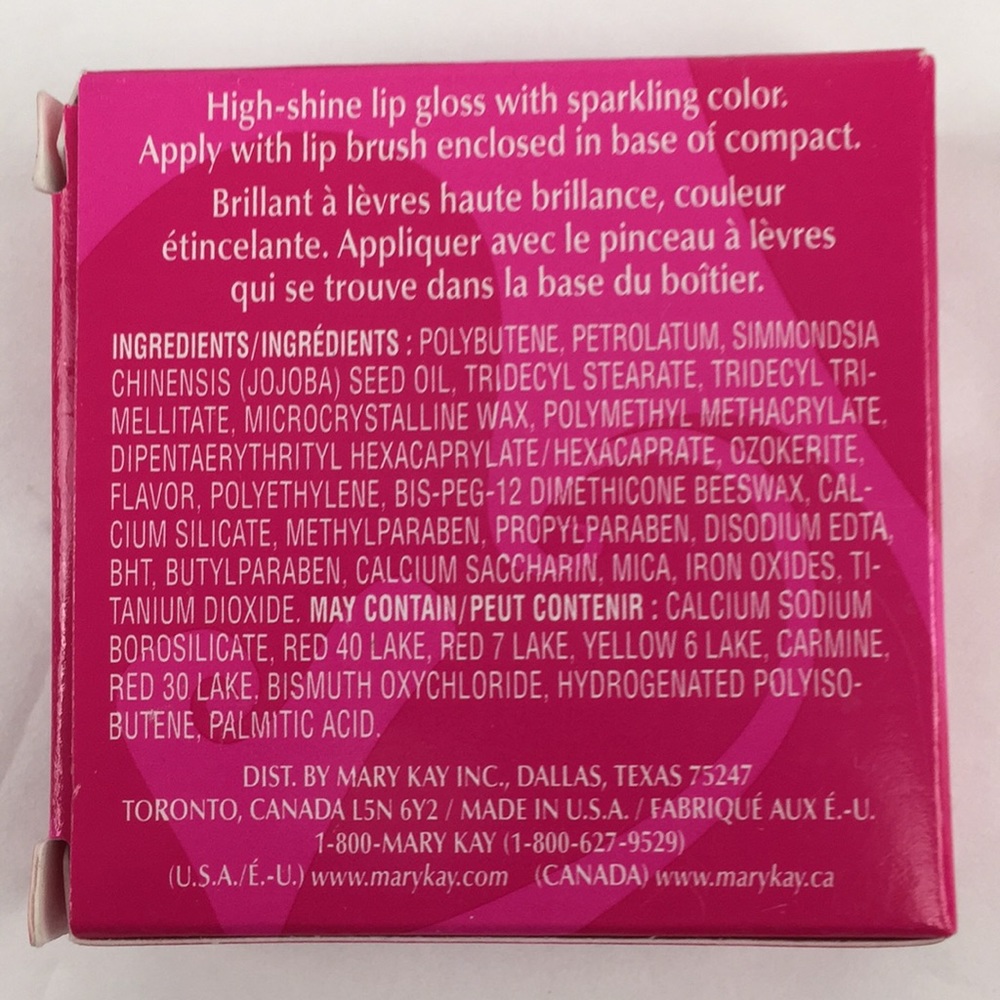 High-shine lip gloss with sparkling color.
Apply with lip brush enclosed in base of compact.
Brillant à lèvres haute brillance, couleur
étincelante. Appliquer avec le pinceau à lèvres
qui se trouve dans la base du boîtier.
INGREDIENTS/INGRÉDIENTS : POLYBUTENE, PETROLATUM, SIMMONDSIA
CHINENSIS (JOJOBA) SEED OIL, TRIDECYL STEARATE, TRIDECYL TRI-
MELLITATE, MICROCRYSTALLINE WAX, POLYMETHYL METHACRYLATE,
DIPENTAERYTHRITYL HEXACAPRYLATE/HEXACAPRATE, OZOKERITE,
FLAVOR, POLYETHYLENE, BIS-PEG-12 DIMETHICONE BEESWAX, CAL-
CIUM SILICATE, METHYLPARABEN, PROPYLPARABEN, DISODIUM EDTA,
BHT, BUTYLPARABEN, CALCIUM SACCHARIN, MICA, IRON OXIDES, TI-
TANIUM DIOXIDE. MAY CONTAIN/PEUT CONTENIR : CALCIUM SODIUM
BOROSILICATE, RED 40 LAKE, RED 7 LAKE, YELLOW 6 LAKE, CARMINE,
RED 30 LAKE, BISMUTH OXYCHLORIDE, HYDROGENATED POLYISO-
BUTENE, PALMITIC ACID.
DIST. BY MARY KAY INC., DALLAS, TEXAS 75247
TORONTO, CANADA L5N 6Y2 / MADE IN U.S.A. / FABRIQUÉ AUX É.-U.
1-800-MARY KAY (1-800-627-9529)
(U.S.A./É.-U.) www.marykay.com (CANADA) www.marykay.ca